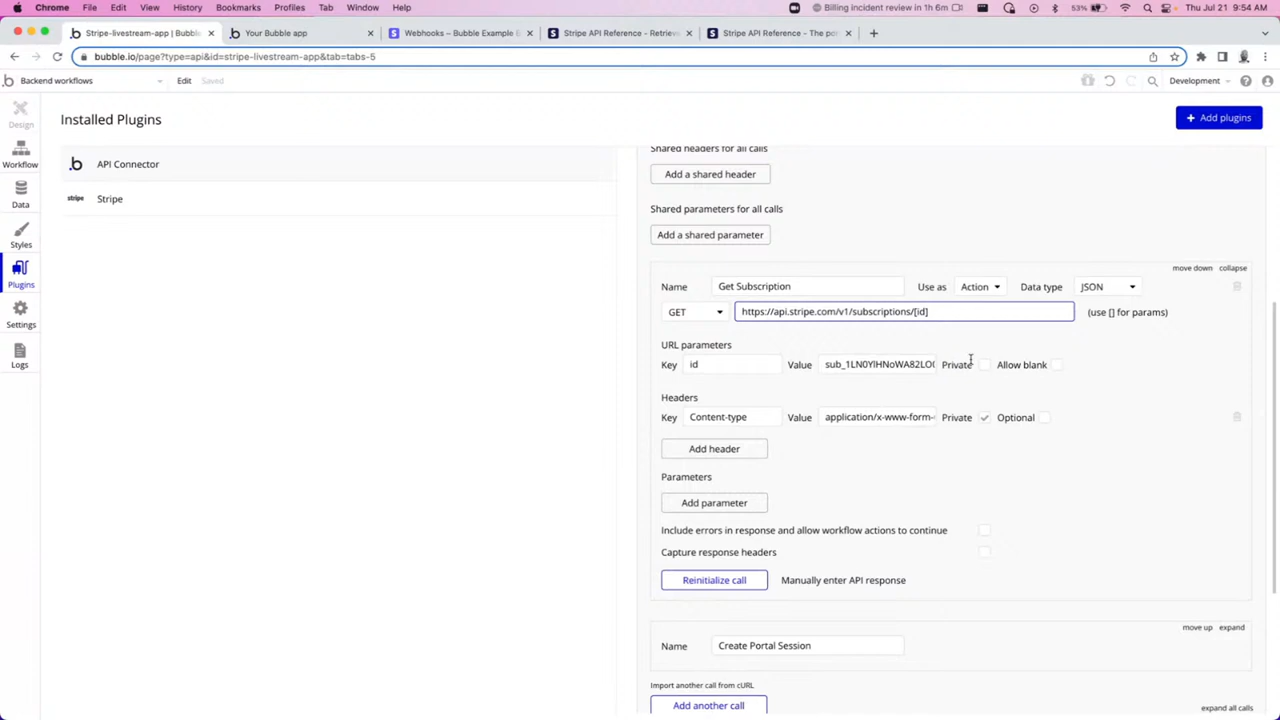 Chrome File Edit View History Bookmarks Profiles Tab Window Help Billing incident review in 1h 6m 53% Thu Jul 21 9:54 AM
Stripe-livestream-app | Bubble Your Bubble app Webhooks – Bubble Example Stripe API Reference - Retrieve Stripe API Reference - The po
bubble.io/page?type=api&id=stripe-livestream-app&tab=tabs-5
Backend workflows Edit Saved Development
Design
Workflow
Data
Styles
Plugins
Settings
Logs
Installed Plugins
Add plugins
API Connector
stripe Stripe
Shared headers for all calls
Add a shared header
Shared parameters for all calls
Add a shared parameter
move down collapse
Name Get Subscription Use as Action Data type JSON
GET https://api.stripe.com/v1/subscriptions/[id] (use [] for params)
URL parameters
Key id Value Private Allow blank
Headers
Key Content-type Value application/x-www-form- Private Optional
Add header
Parameters
Add parameter
Include errors in response and allow workflow actions to continue
Capture response headers
Reinitialize call Manually enter API response
move up expand
Name Create Portal Session
Import another call from cURL
Add another call
expand all calls